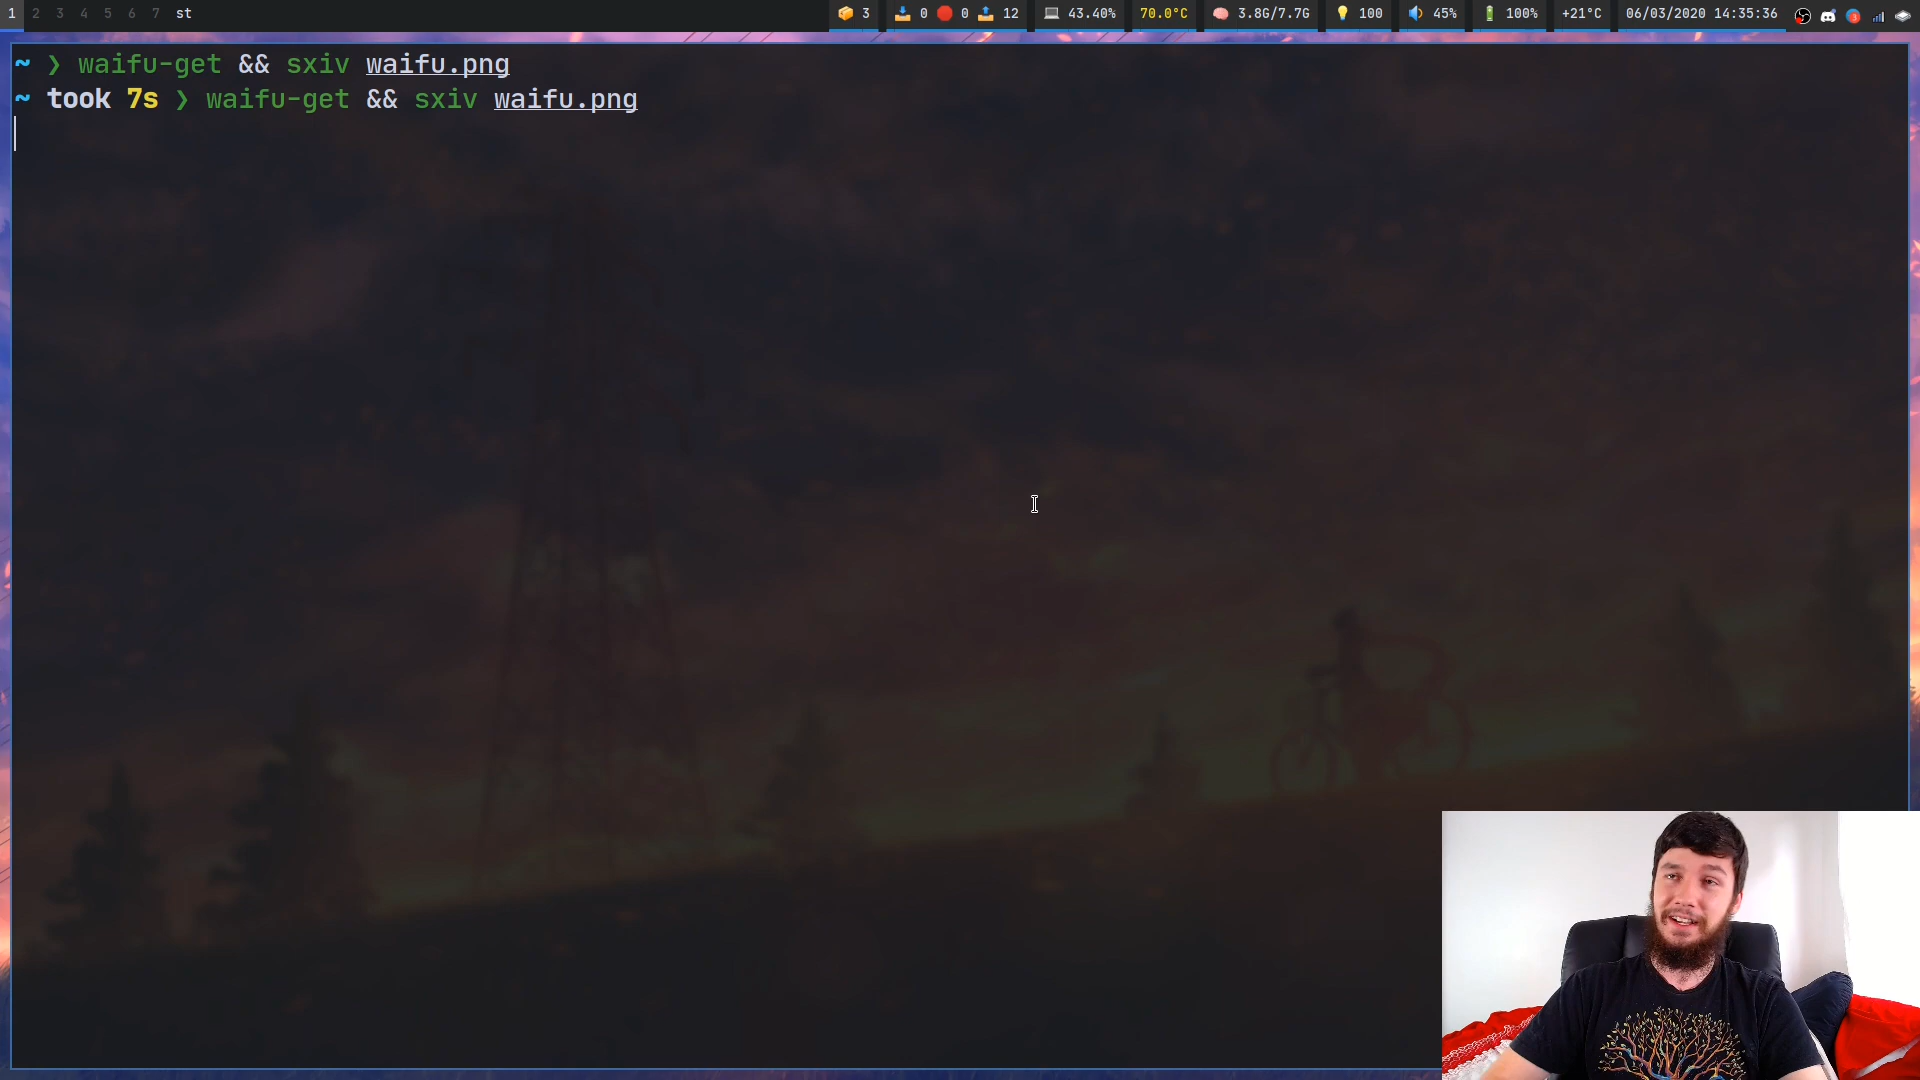 1 2 3 4 5 6 7 st 3 0 0 12 43.40% 70.0°C 3.8G/7.7G 100 45% 100% +21°C 06/03/2020 14:35:36
~ ❯ waifu-get && sxiv waifu.png
~ took 7s ❯ waifu-get && sxiv waifu.png